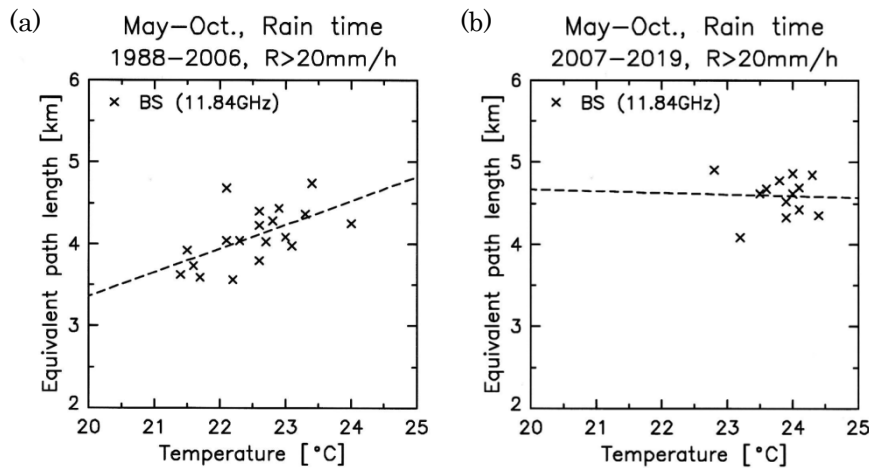 (a)
May-Oct., Rain time
1988-2006, R>20mm/h
Equivalent path length [km]
6
5
4
3
2
× BS (11.84GHz)
20 21 22 23 24 25
Temperature [°C]
(b)
May-Oct., Rain time
2007-2019, R>20mm/h
Equivalent path length [km]
6
5
4
3
2
× BS (11.84GHz)
20 21 22 23 24 25
Temperature [°C]